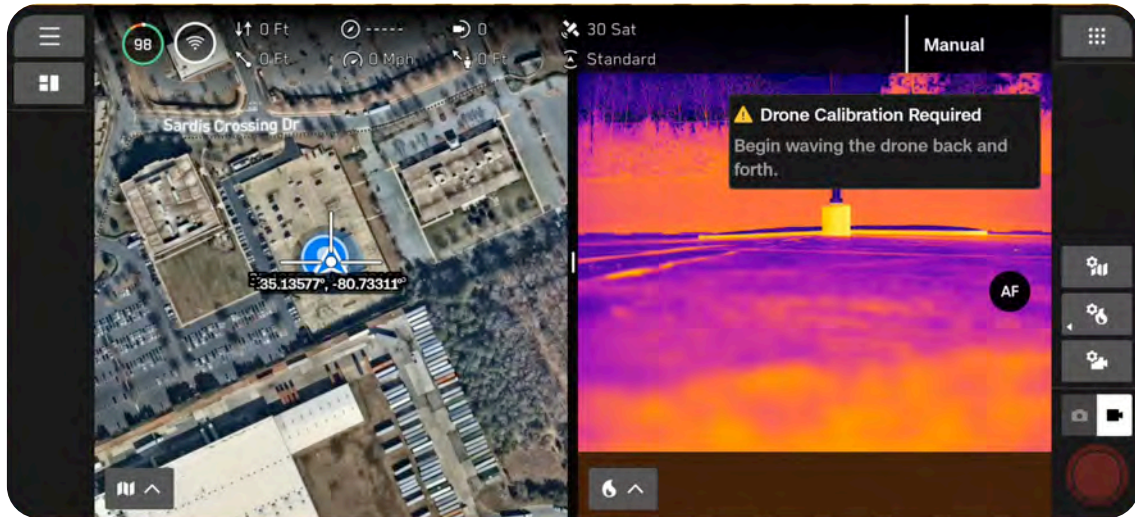 98
0 Ft
-----
0
30 Sat
0 Ft
0 Mph
0 Ft
Standard
Manual
Drone Calibration Required
Begin waving the drone back and
forth.
Sardis Crossing Dr
35.13577°, -80.73311°
AF